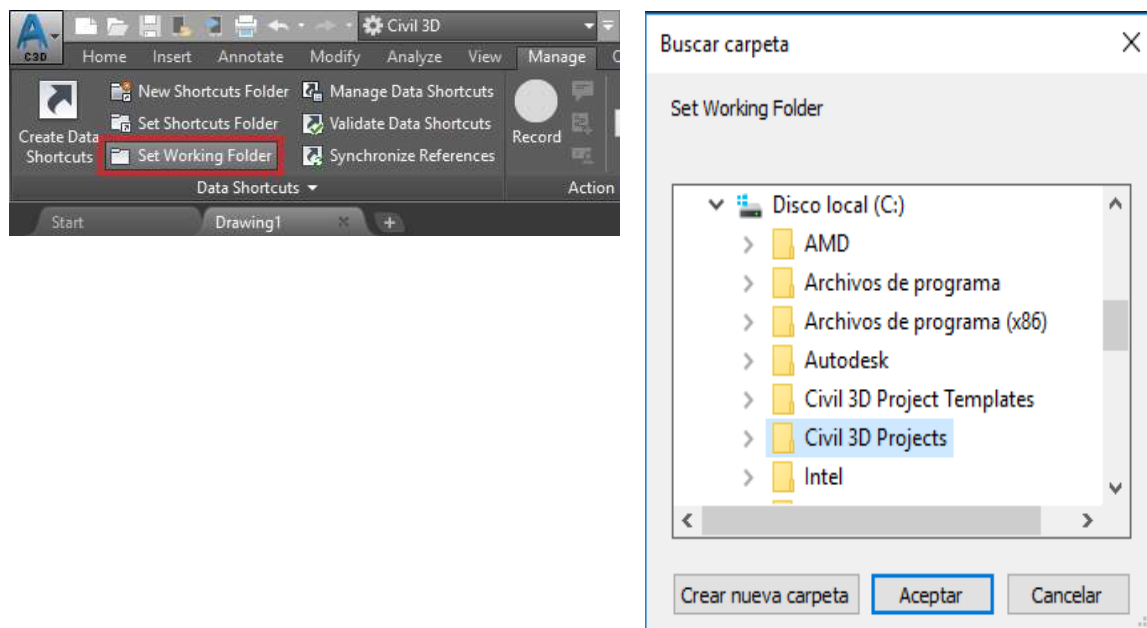 C3D
Civil 3D
Home Insert Annotate Modify Analyze View Manage
New Shortcuts Folder Manage Data Shortcuts
Create Data Shortcuts
Set Shortcuts Folder Validate Data Shortcuts
Record
Set Working Folder Synchronize References
Data Shortcuts
Action
Start Drawing1
Buscar carpeta
Set Working Folder
Disco local (C:)
AMD
Archivos de programa
Archivos de programa (x86)
Autodesk
Civil 3D Project Templates
Civil 3D Projects
Intel
Crear nueva carpeta Aceptar Cancelar